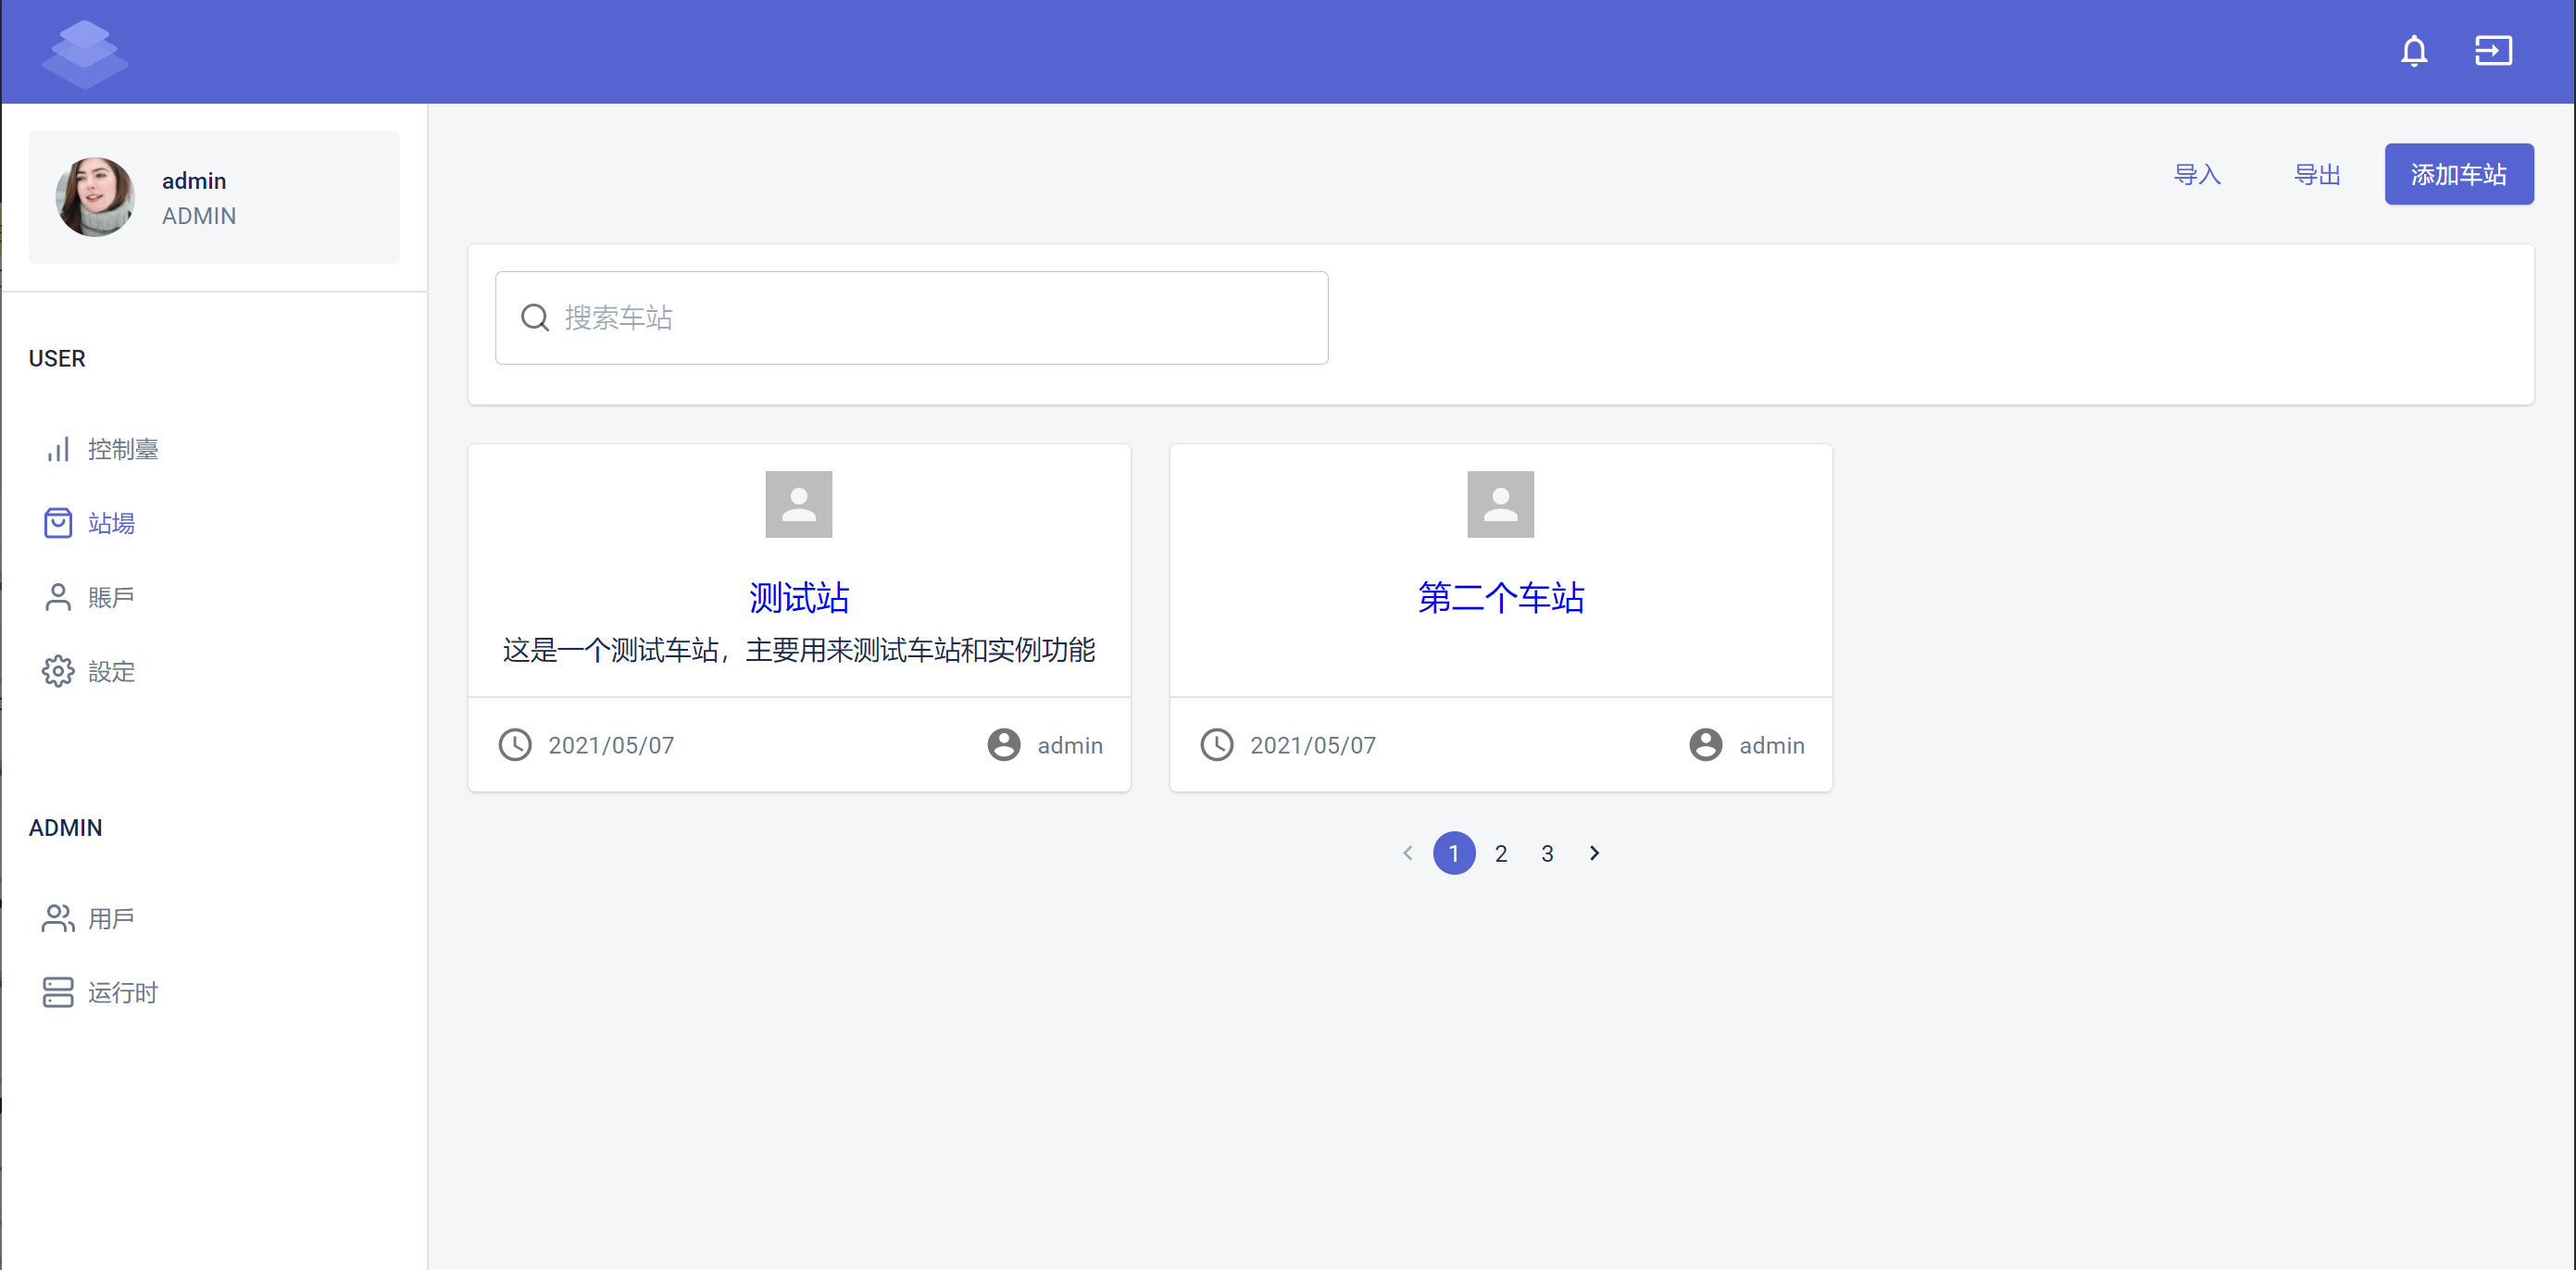 admin
ADMIN
USER
控制臺
站場
賬戶
設定
ADMIN
用戶
运行时
导入
导出
添加车站
搜索车站
测试站
这是一个测试车站，主要用来测试车站和实例功能
2021/05/07
admin
第二个车站
2021/05/07
admin
1 2 3